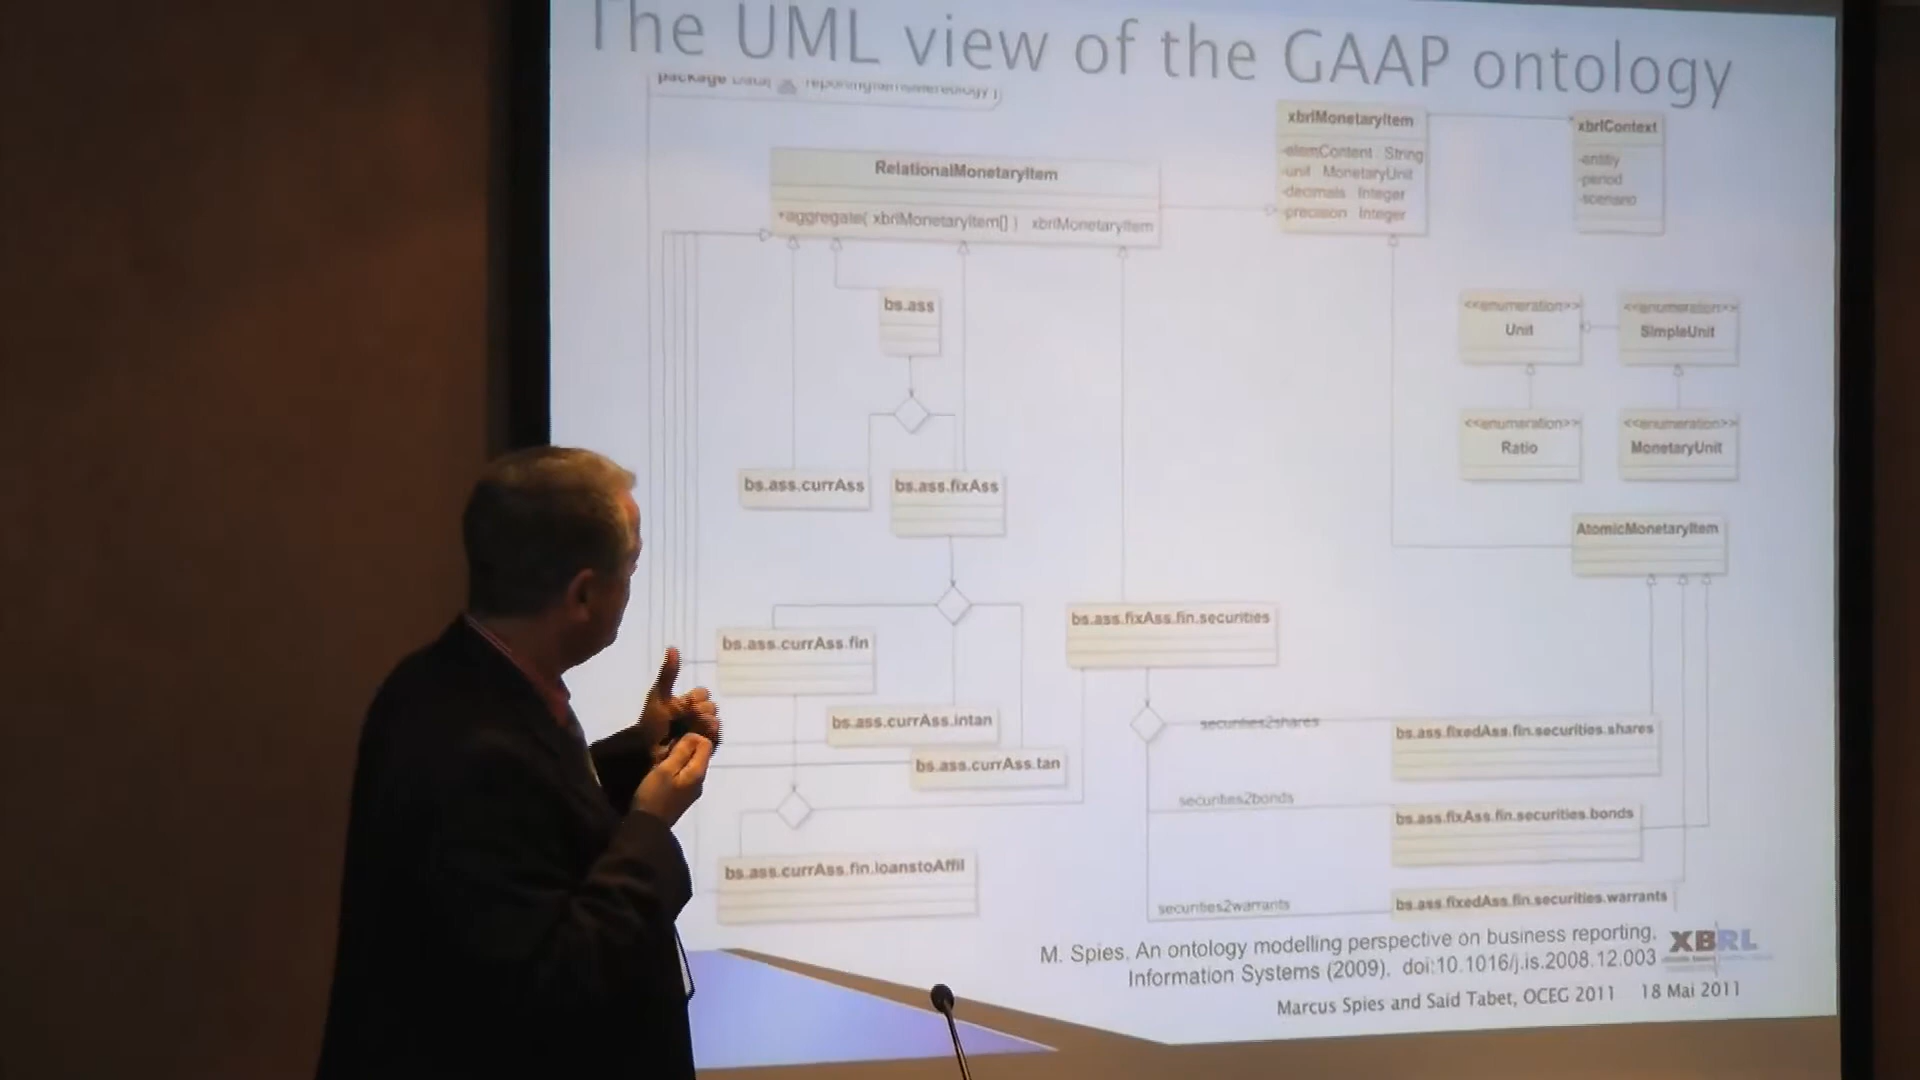 The UML view of the GAAP ontology
package Data
RelationalMonetaryItem
+aggregate( xbrlMonetaryItem[] ) xbrlMonetaryItem
xbrlMonetaryItem
-elemContent : String
-unit : MonetaryUnit
-decimals : Integer
-precision : Integer
xbrlContext
-entitiy
-period
-scenario
bs.ass
<<enumeration>>
Unit
<<enumeration>>
SimpleUnit
<<enumeration>>
Ratio
<<enumeration>>
MonetaryUnit
bs.ass.currAss
bs.ass.fixAss
AtomicMonetaryItem
bs.ass.currAss.fin
bs.ass.fixAss.fin.securities
bs.ass.currAss.intan
bs.ass.currAss.tan
securities2shares
bs.ass.fixedAss.fin.securities.shares
securities2bonds
bs.ass.fixAss.fin.securities.bonds
bs.ass.currAss.fin.loanstoAffil
securities2warrants
bs.ass.fixedAss.fin.securities.warrants
M. Spies. An ontology modelling perspective on business reporting.
Information Systems (2009). doi:10.1016/j.is.2008.12.003
XBRL
Marcus Spies and Said Tabet, OCEG 2011 18 Mai 2011